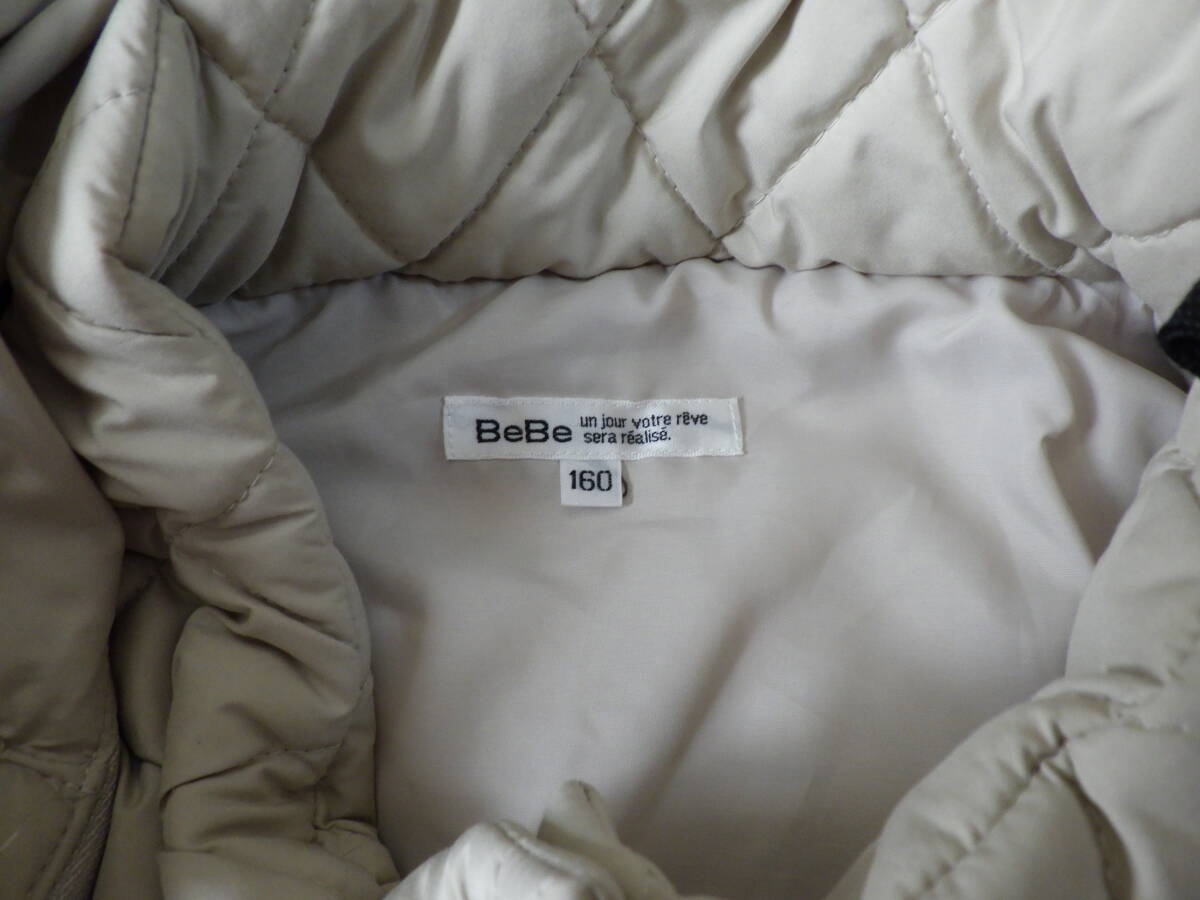 BeBe
un jour votre rêve
sera réalisé.
160